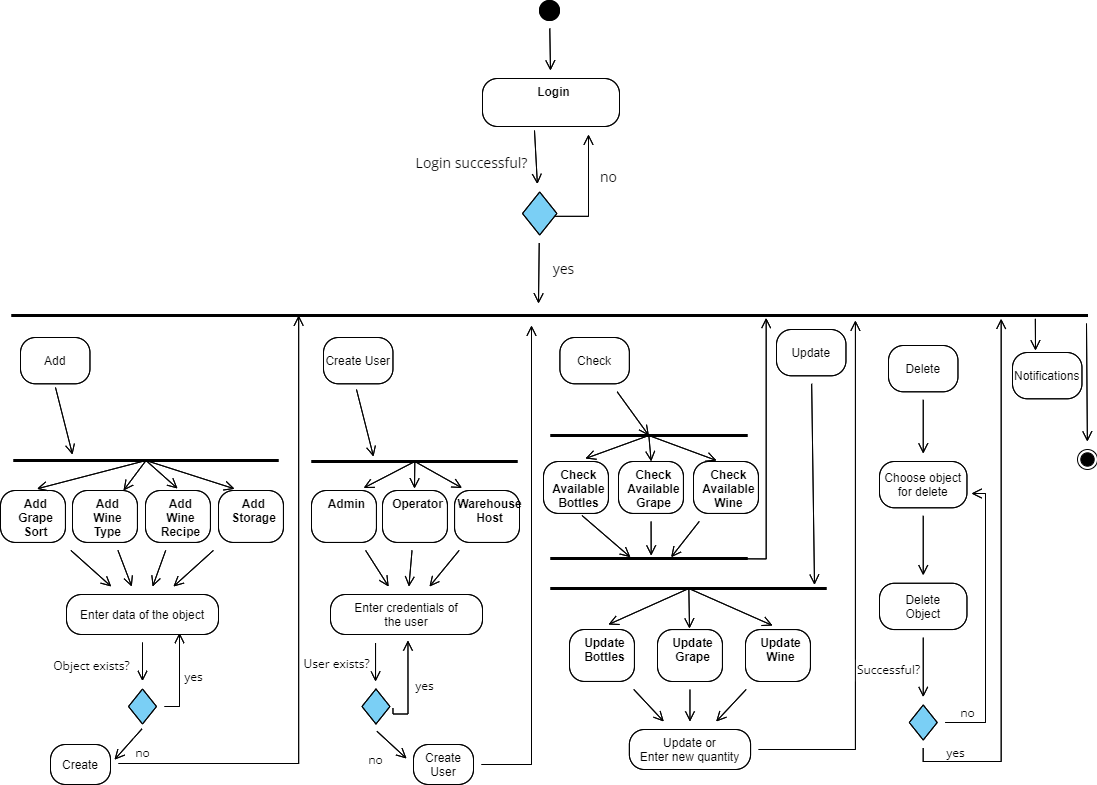 Login
Login successful?
no
yes
Add
Create User
Check
Update
Delete
Notifications
Add
Grape
Sort
Add
Wine
Type
Add
Wine
Recipe
Add
Storage
Admin
Operator
Warehouse
Host
Check
Available
Bottles
Check
Available
Grape
Check
Available
Wine
Choose object
for delete
Enter data of the object
Enter credentials of
the user
Delete
Object
Update
Bottles
Update
Grape
Update
Wine
Object exists?
yes
User exists?
yes
Successful?
no
yes
no
Create
no
Create
User
Update or
Enter new quantity